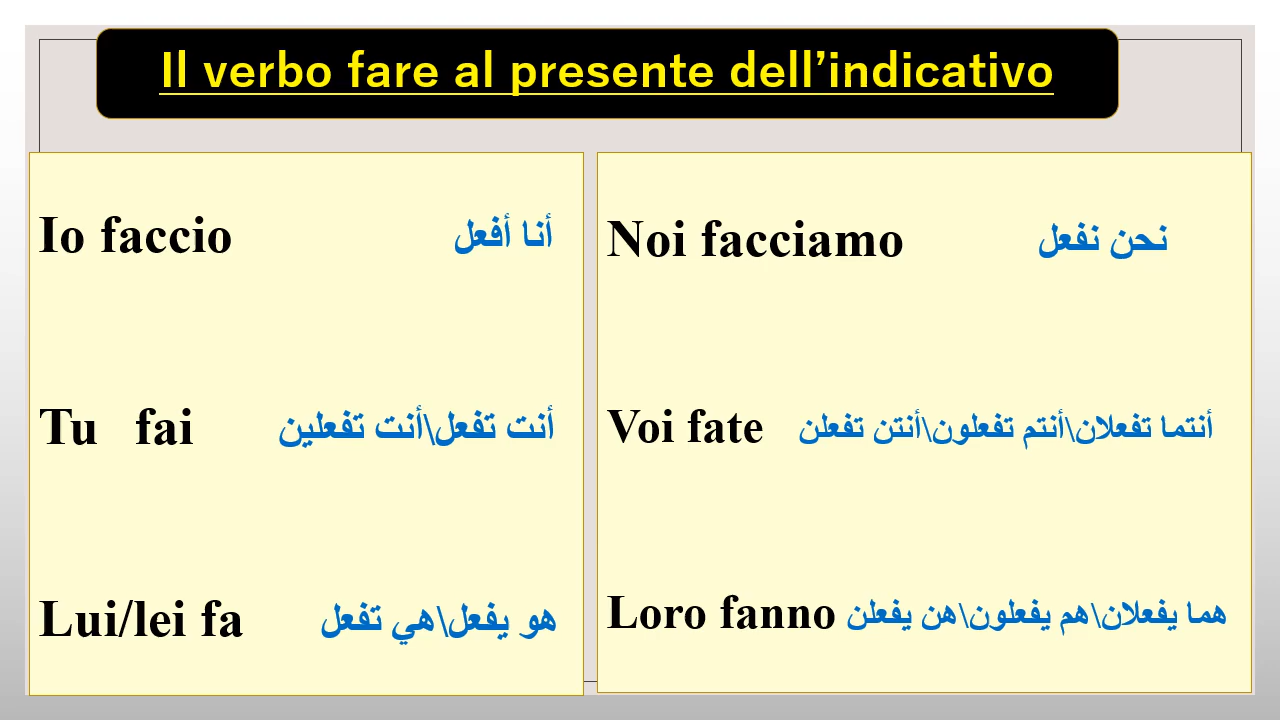 Il verbo fare al presente dell’indicativo
Io faccio أنا أفعل
Tu fai أنت تفعل\أنت تفعلين
Lui/lei fa هو يفعل\هي تفعل
Noi facciamo نحن نفعل
Voi fate أنتما تفعلان\أنتم تفعلون\أنتن تفعلن
Loro fanno هما يفعلان\هم يفعلون\هن يفعلن